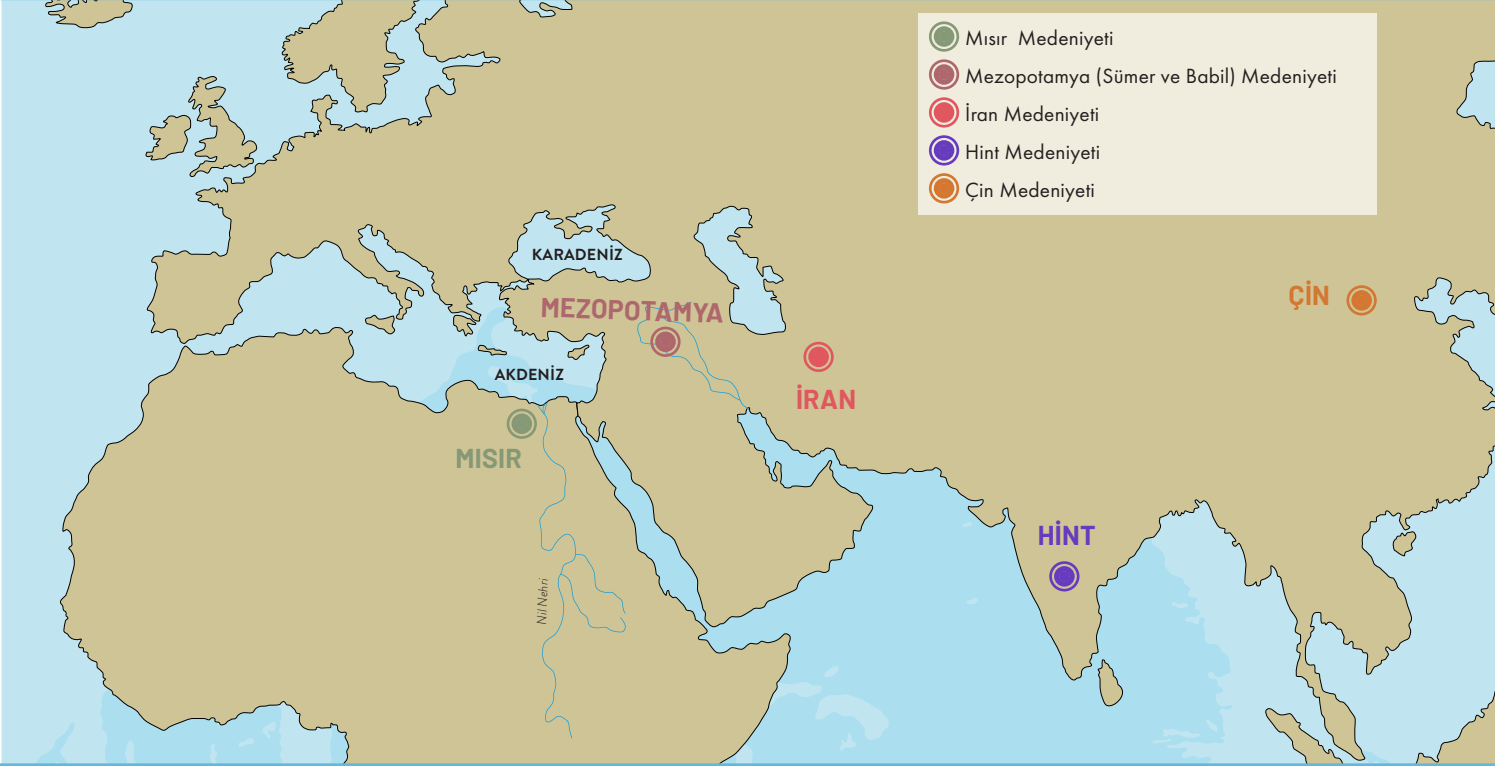 Mısır Medeniyeti
Mezopotamya (Sümer ve Babil) Medeniyeti
İran Medeniyeti
Hint Medeniyeti
Çin Medeniyeti
KARADENİZ
MEZOPOTAMYA
ÇİN
AKDENİZ
İRAN
MISIR
HİNT
Nil Nehri